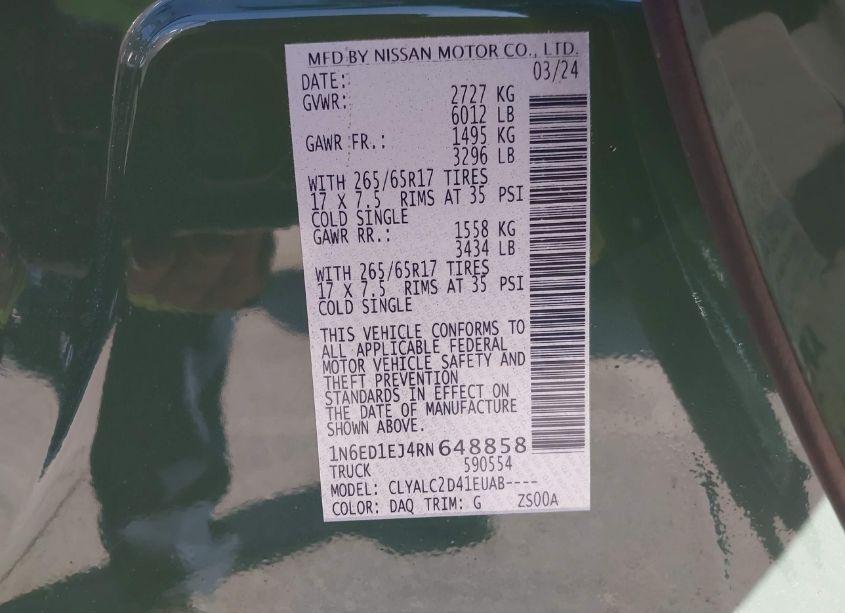 MFD BY NISSAN MOTOR CO., LTD.
DATE: 03/24
GVWR: 2727 KG
6012 LB
GAWR FR.: 1495 KG
3296 LB
WITH 265/65R17 TIRES
17 X 7.5 RIMS AT 35 PSI
COLD SINGLE
GAWR RR.: 1558 KG
3434 LB
WITH 265/65R17 TIRES
17 X 7.5 RIMS AT 35 PSI
COLD SINGLE
THIS VEHICLE CONFORMS TO
ALL APPLICABLE FEDERAL
MOTOR VEHICLE SAFETY AND
THEFT PREVENTION
STANDARDS IN EFFECT ON
THE DATE OF MANUFACTURE
SHOWN ABOVE.
1N6ED1EJ4RN648858
TRUCK 590554
MODEL: CLYALC2D41EUAB----
COLOR: DAQ TRIM: G ZS00A